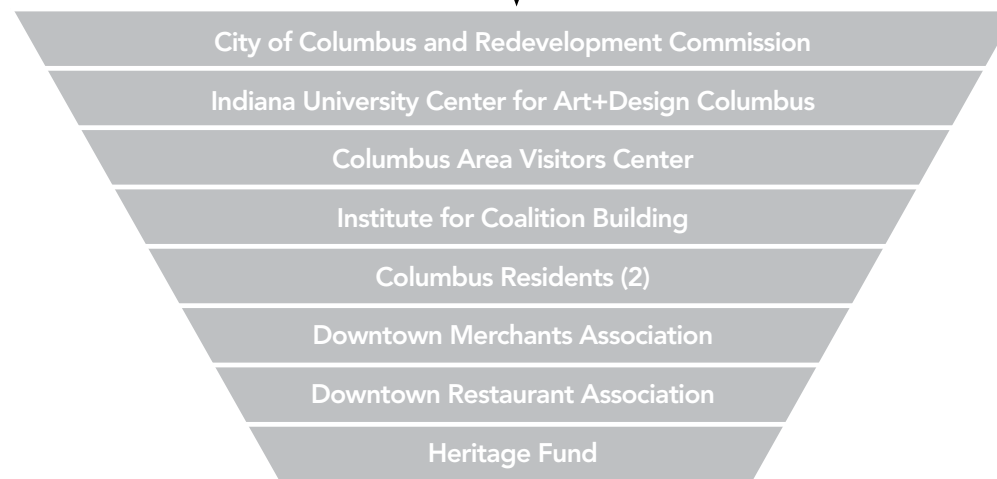 City of Columbus and Redevelopment Commission
Indiana University Center for Art+Design Columbus
Columbus Area Visitors Center
Institute for Coalition Building
Columbus Residents (2)
Downtown Merchants Association
Downtown Restaurant Association
Heritage Fund